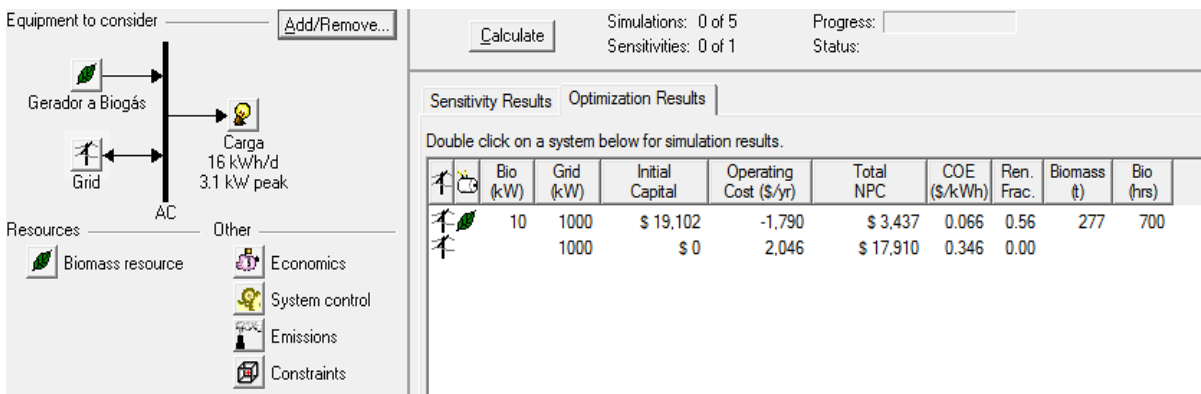 Equipment to consider
Add/Remove...
Gerador a Biogás
Grid
AC
Carga
16 kWh/d
3.1 kW peak
Resources
Other
Biomass resource
Economics
System control
Emissions
Constraints
Calculate
Simulations: 0 of 5
Progress:
Sensitivities: 0 of 1
Status:
Sensitivity Results
Optimization Results
Double click on a system below for simulation results.
Bio (kW) Grid (kW) Initial Capital Operating Cost ($/yr) Total NPC COE ($/kWh) Ren. Frac. Biomass (t) Bio (hrs)
10 1000 $ 19,102 -1,790 $ 3,437 0.066 0.56 277 700
1000 $ 0 2,046 $ 17,910 0.346 0.00